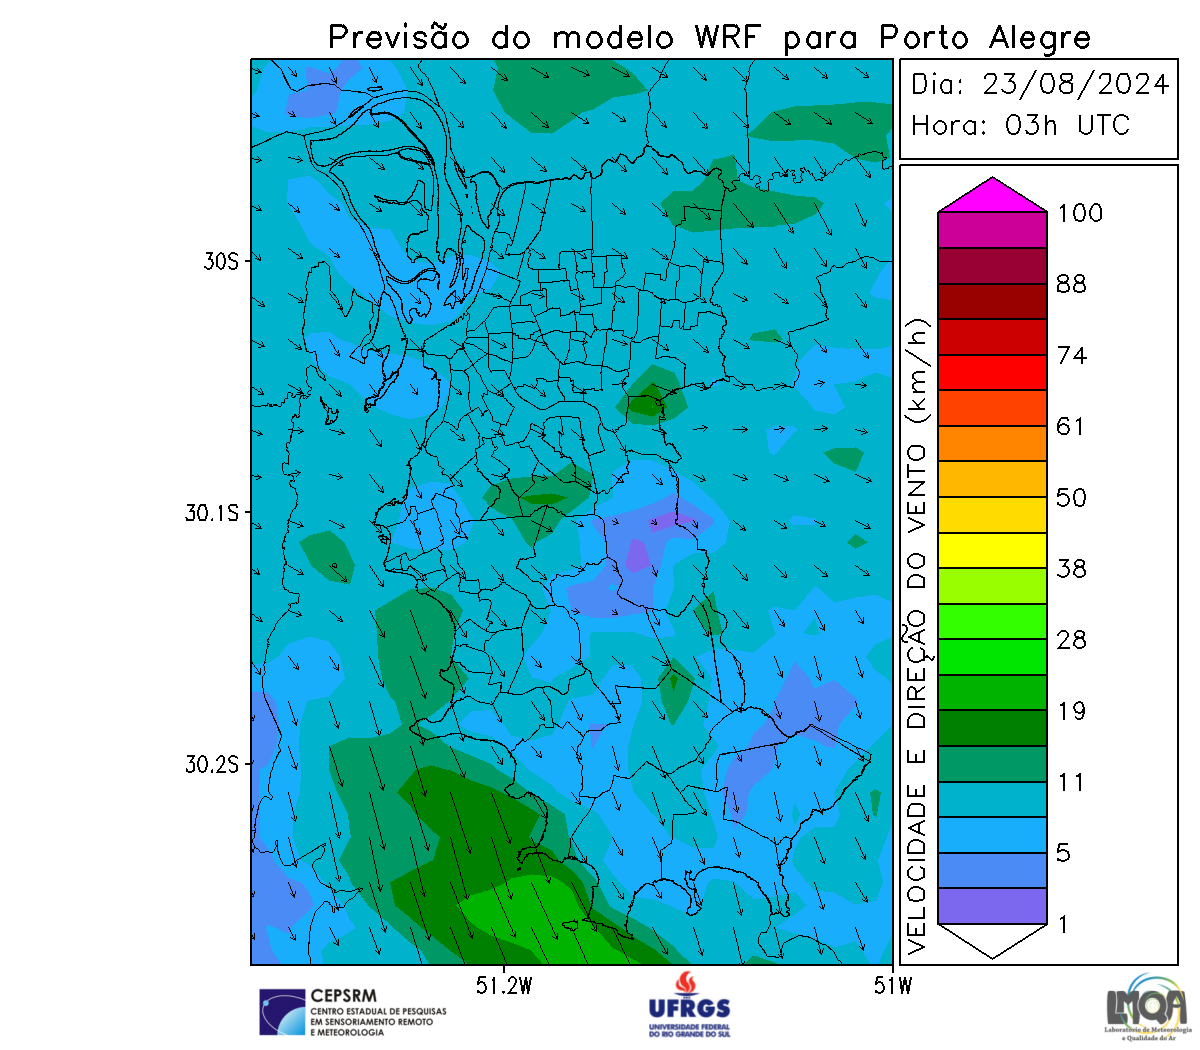 Previsão do modelo WRF para Porto Alegre
Dia: 23/08/2024
Hora: 03h UTC
30S
30.1S
30.2S
51.2W
51W
VELOCIDADE E DIREÇÃO DO VENTO (km/h)
100
88
74
61
50
38
28
19
11
5
1
CEPSRM
CENTRO ESTADUAL DE PESQUISAS
EM SENSORIAMENTO REMOTO
E METEOROLOGIA
UFRGS
UNIVERSIDADE FEDERAL
DO RIO GRANDE DO SUL
LMQA
Laboratório de Meteorologia
e Qualidade do Ar